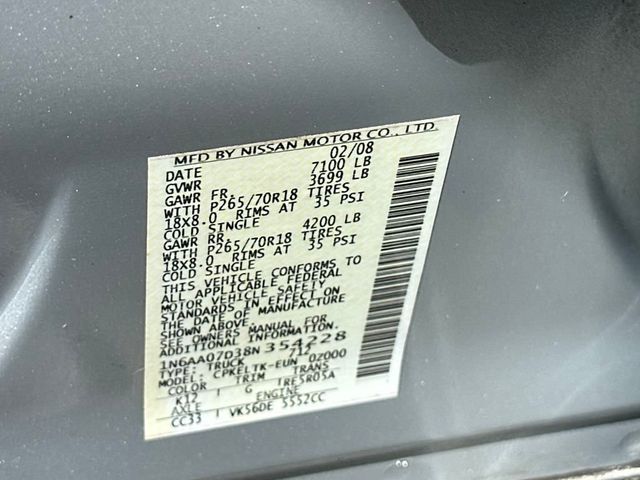 MFD BY NISSAN MOTOR CO., LTD
DATE 02/08
GVWR 7100 LB
GAWR FR 3699 LB
WITH P265/70R18 TIRES
18X8.0 RIMS AT 35 PSI
COLD SINGLE
GAWR RR 4200 LB
WITH P265/70R18 TIRES
18X8.0 RIMS AT 35 PSI
COLD SINGLE
THIS VEHICLE CONFORMS TO
ALL APPLICABLE FEDERAL
MOTOR VEHICLE SAFETY
STANDARDS IN EFFECT ON
THE DATE OF MANUFACTURE
SHOWN ABOVE.
SEE OWNERS MANUAL FOR
ADDITIONAL INFORMATION.
1N6AA07D38N354228
TYPE: TRUCK 712
MODEL: CPKELTK-EUN 02000
COLOR TRIM TRANS
K12 G RE5R05A
AXLE ENGINE
CC33 VK56DE 5552CC